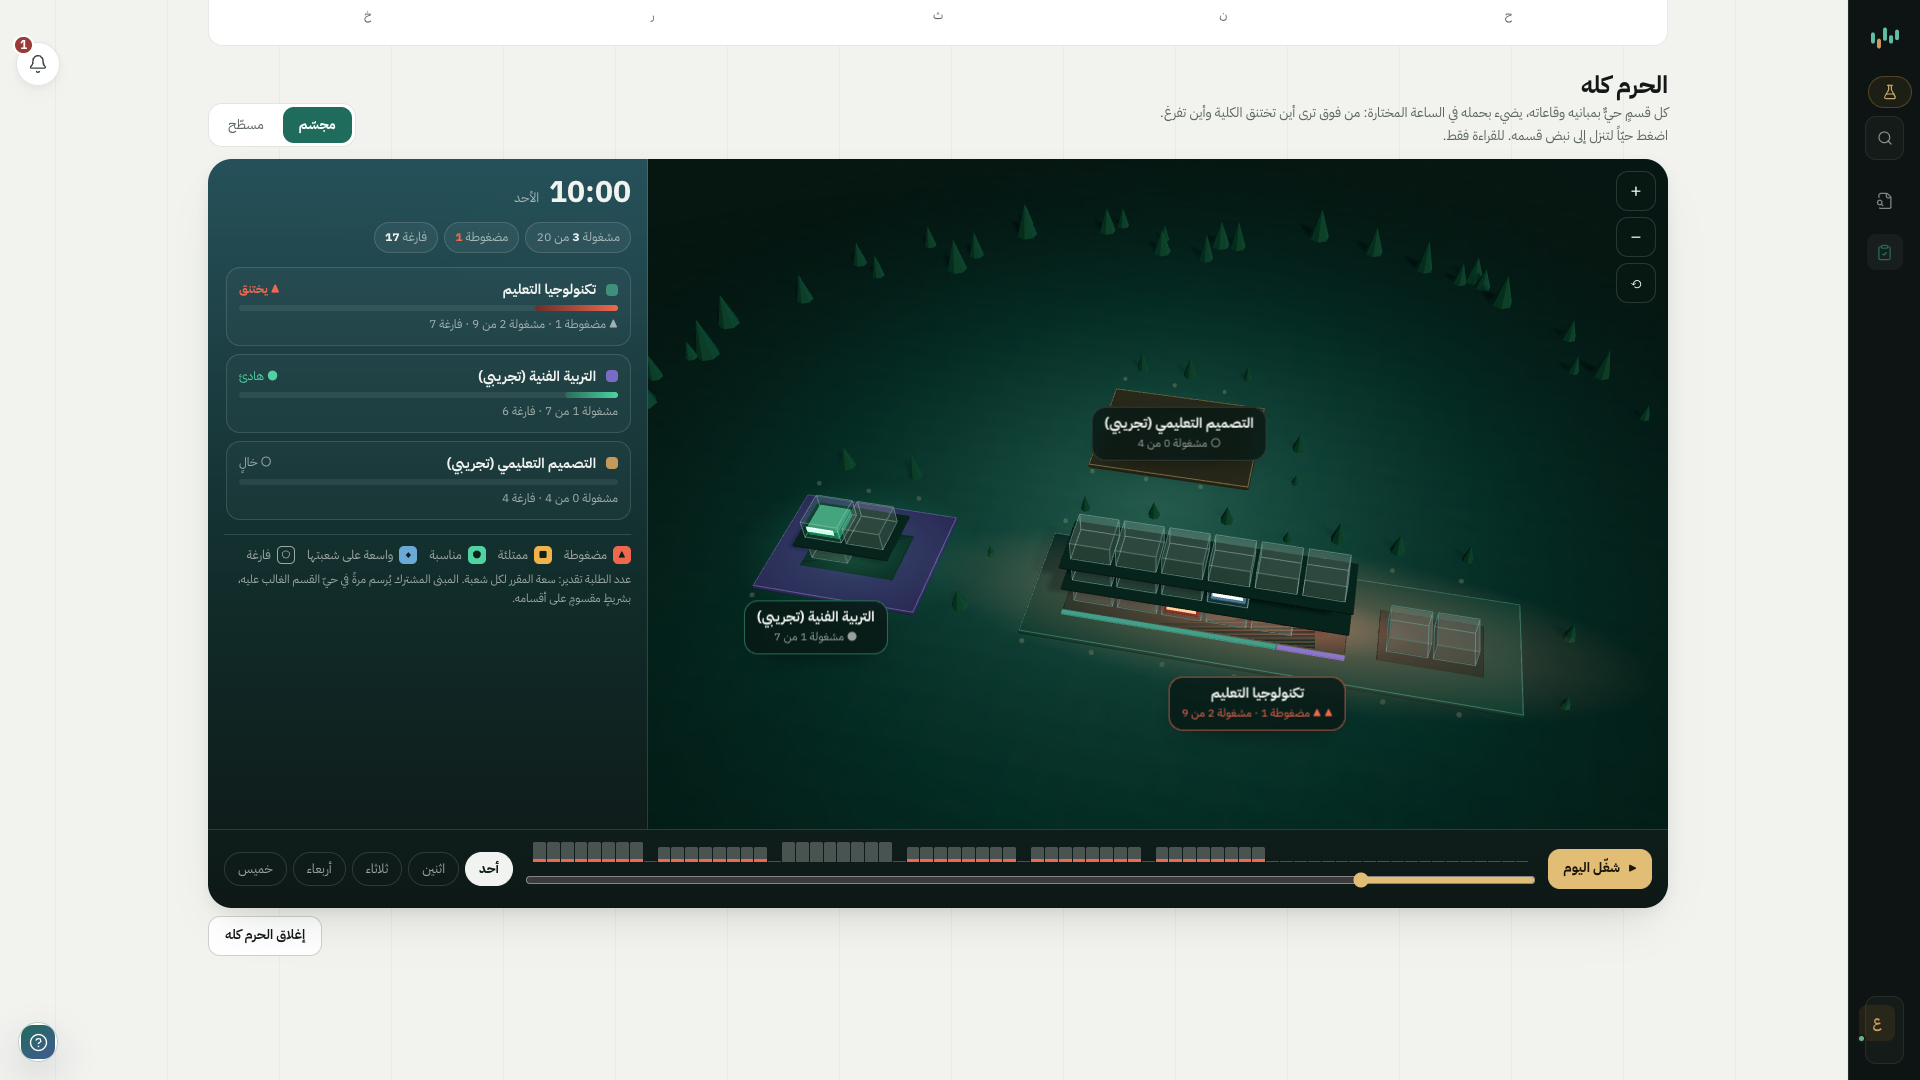 ح
ن
ث
ر
خ
1
الحرم كله
كل قسمٍ حيٌّ بمبانيه وقاعاته، يضيء بحمله في الساعة المختارة: من فوق ترى أين تختنق الكلية وأين تفرغ.
اضغط حيّاً لتنزل إلى نبض قسمه. للقراءة فقط.
مجسّم
مسطّح
10:00 الأحد
مشغولة 3 من 20
مضغوطة 1
فارغة 17
تكنولوجيا التعليم
▲ يختنق
▲ مضغوطة 1 · مشغولة 2 من 9 · فارغة 7
التربية الفنية (تجريبي)
● هادئ
مشغولة 1 من 7 · فارغة 6
التصميم التعليمي (تجريبي)
○ خالٍ
مشغولة 0 من 4 · فارغة 4
مضغوطة
ممتلئة
مناسبة
واسعة على شعبتها
فارغة
عدد الطلبة تقدير: سعة المقرر لكل شعبة. المبنى المشترك يُرسم مرةً في حيّ القسم الغالب عليه،
بشريطٍ مقسومٍ على أقسامه.
+
−
⟲
التصميم التعليمي (تجريبي)
○ مشغولة 0 من 4
التربية الفنية (تجريبي)
● مشغولة 1 من 7
تكنولوجيا التعليم
▲ ▲ مضغوطة 1 · مشغولة 2 من 9
► شغّل اليوم
أحد
اثنين
ثلاثاء
أربعاء
خميس
إغلاق الحرم كله
ع
?